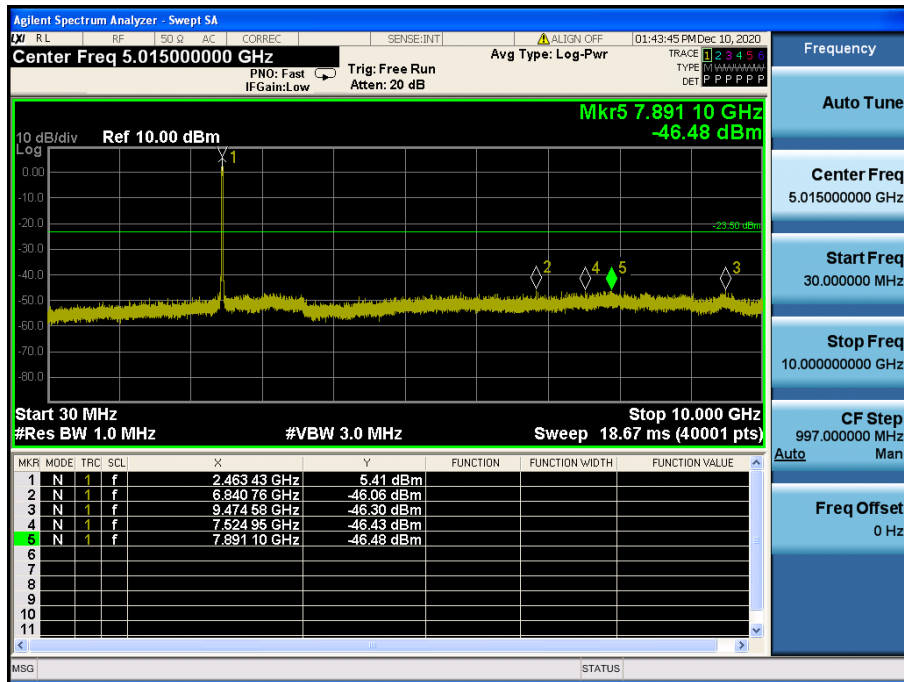 Agilent Spectrum Analyzer - Swept SA
LXI RL RF 50 Ω AC CORREC SENSE:INT ALIGN OFF 01:43:45 PM Dec 10, 2020
Center Freq 5.015000000 GHz
PNO: Fast
IFGain:Low
Trig: Free Run
Atten: 20 dB
Avg Type: Log-Pwr
TRACE 1 2 3 4 5 6
TYPE M WWWWW
DET P P P P P P
Mkr5 7.891 10 GHz
-46.48 dBm
10 dB/div Ref 10.00 dBm
Log
1
0.00
-10.0
-20.0
-23.50 dBm
-30.0
-40.0
2 4 5 3
-50.0
-60.0
-70.0
-80.0
Start 30 MHz Stop 10.000 GHz
#Res BW 1.0 MHz #VBW 3.0 MHz Sweep 18.67 ms (40001 pts)
MKR MODE TRC SCL X Y FUNCTION FUNCTION WIDTH FUNCTION VALUE
1 N 1 f 2.463 43 GHz 5.41 dBm
2 N 1 f 6.840 76 GHz -46.06 dBm
3 N 1 f 9.474 58 GHz -46.30 dBm
4 N 1 f 7.524 95 GHz -46.43 dBm
5 N 1 f 7.891 10 GHz -46.48 dBm
6
7
8
9
10
11
MSG STATUS
Frequency
Auto Tune
Center Freq
5.015000000 GHz
Start Freq
30.000000 MHz
Stop Freq
10.000000000 GHz
CF Step
997.000000 MHz
Auto Man
Freq Offset
0 Hz